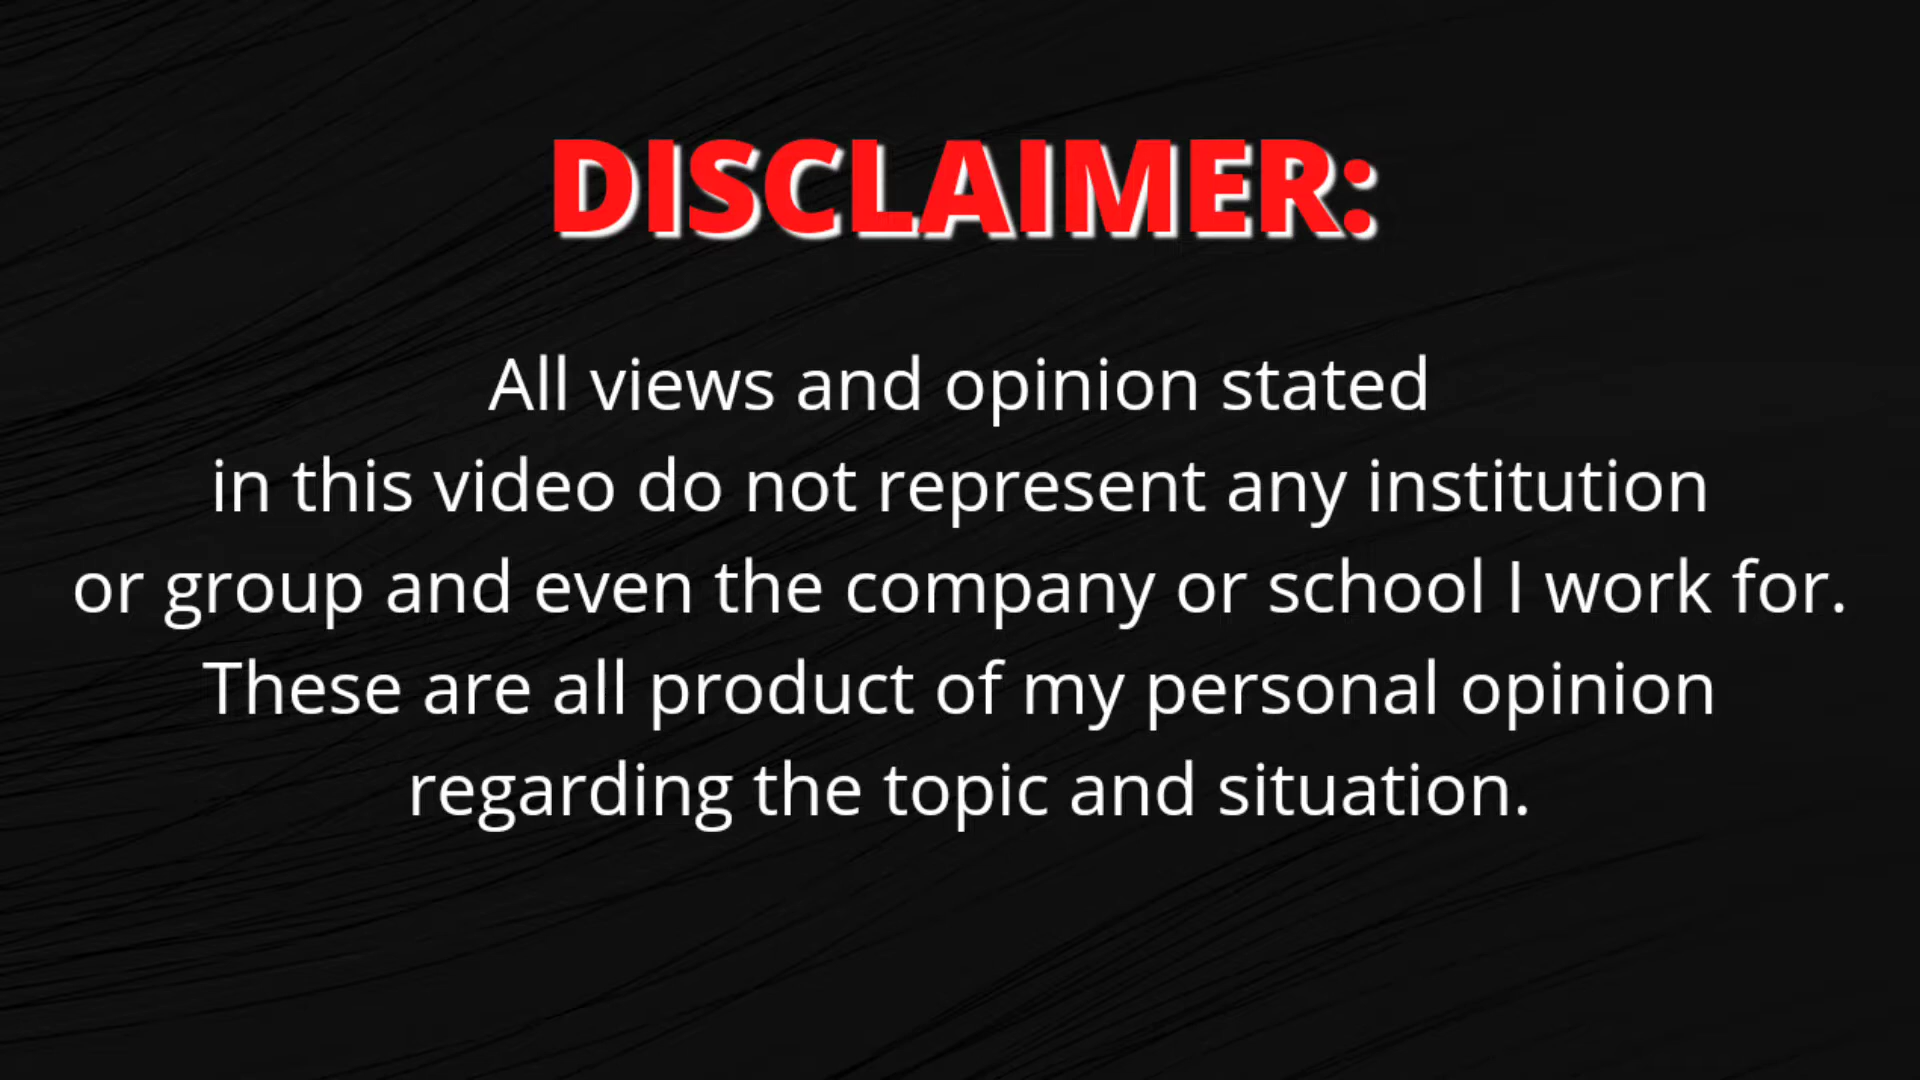 DISCLAIMER:
All views and opinion stated
in this video do not represent any institution
or group and even the company or school I work for.
These are all product of my personal opinion
regarding the topic and situation.